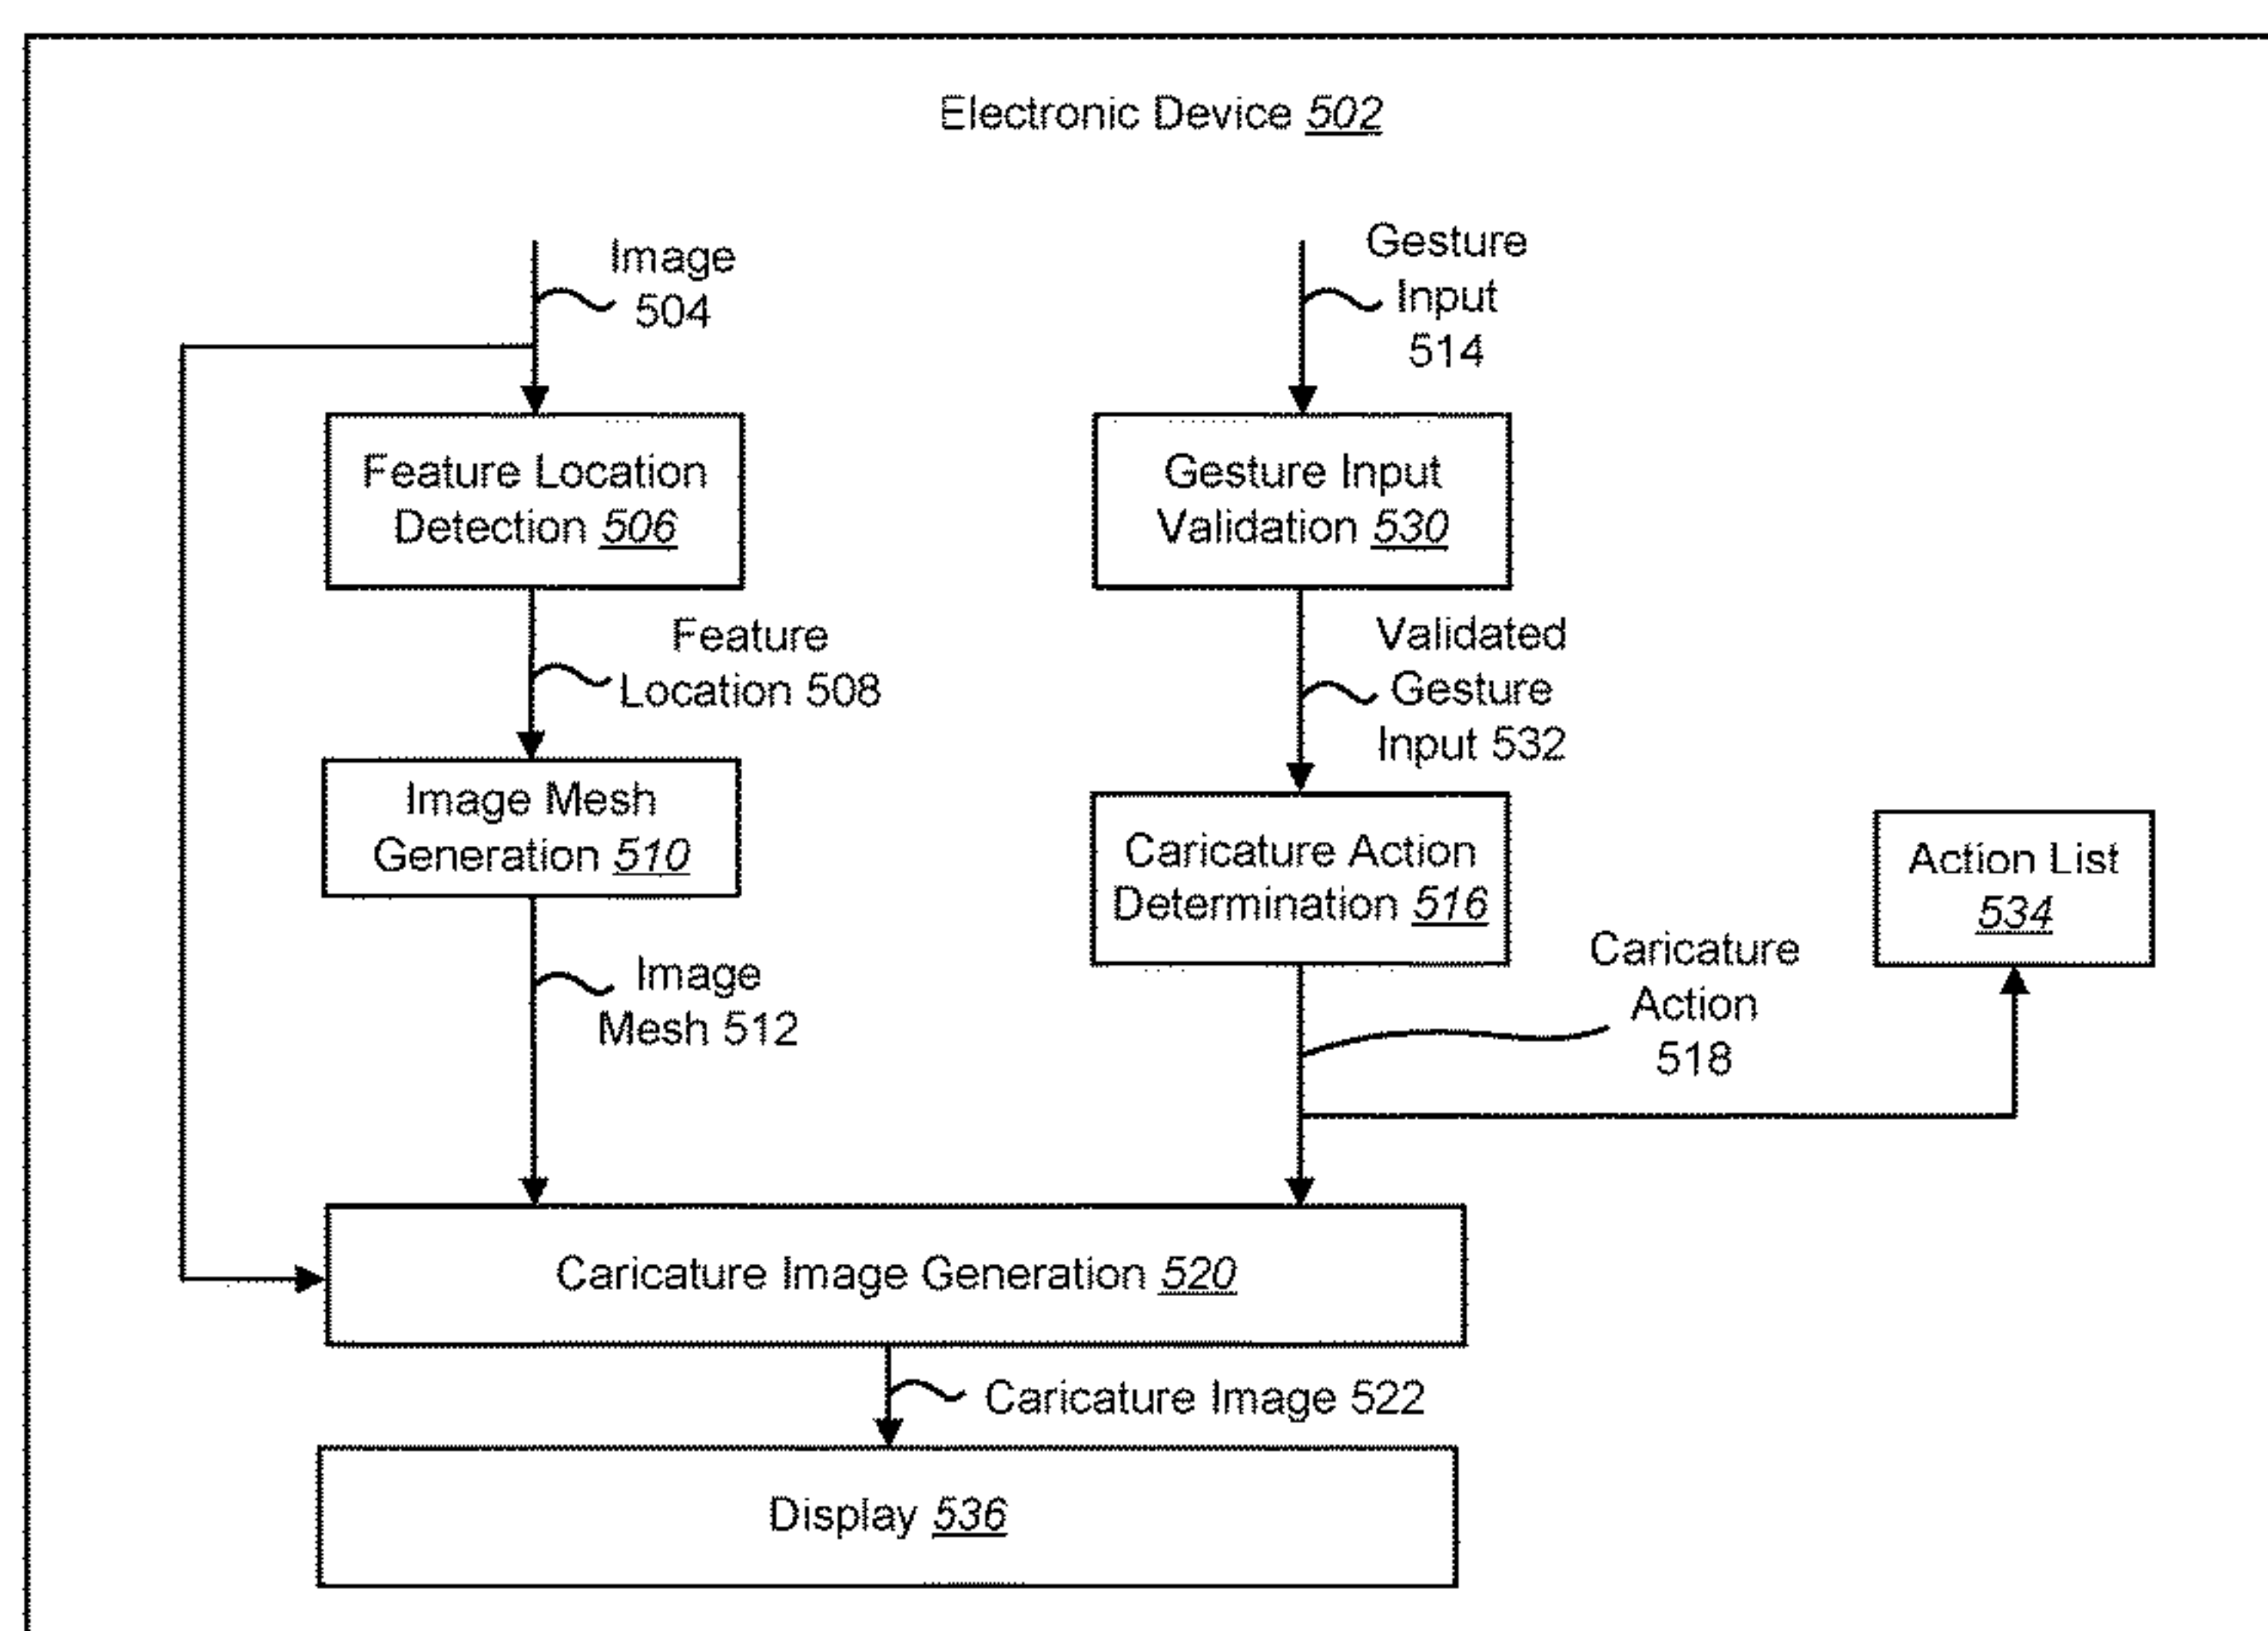 Electronic Device 502
Image
504
Gesture
Input
514
Feature Location
Detection 506
Gesture Input
Validation 530
Feature
Location 508
Validated
Gesture
Input 532
Image Mesh
Generation 510
Caricature Action
Determination 516
Action List
534
Image
Mesh 512
Caricature
Action
518
Caricature Image Generation 520
Caricature Image 522
Display 536